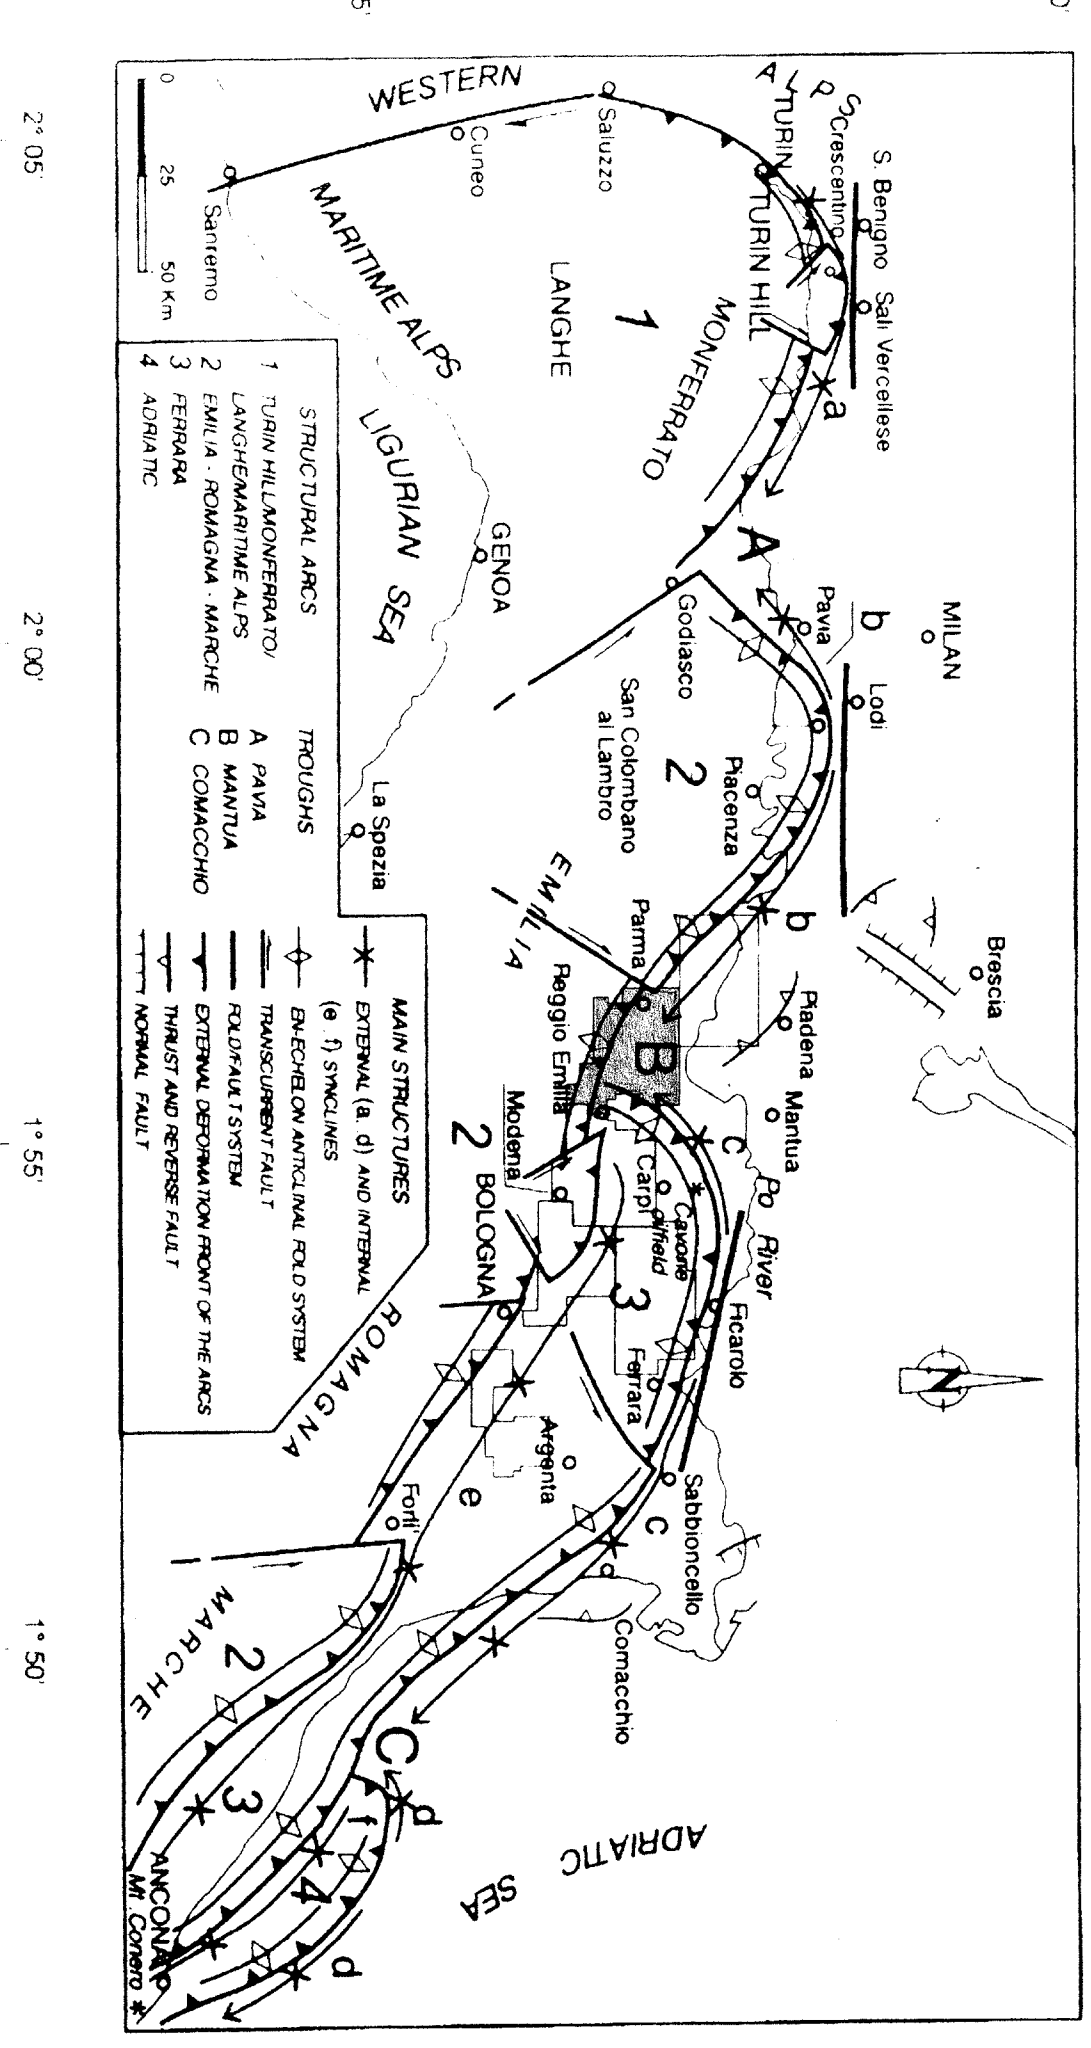 2° 05'
2° 00'
1° 55'
1° 50'
WESTERN
ALPS
TURIN
Crescentino
S. Benigno
Sali Vercellese
Saluzzo
Cuneo
Sanremo
MARITIME ALPS
LANGHE
TURIN HILL
MONFERRATO
1
a
A
LIGURIAN SEA
GENOA
Godiasco
Pavia
b
MILAN
Lodi
San Colombano
al Lambro
2
Piacenza
La Spezia
EMILIA
Parma
b
Brescia
Piadena
Reggio Emilia
B
Mantua
Modena
2
Carpi
c
Cavone
oilfield
Po River
BOLOGNA
3
Ficarolo
Ferrara
N
ROMAGNA
Argenta
e
Sabbioncello
c
Forlì
Comacchio
MARCHE
2
3
C
d
f
4
d
ADRIATIC
SEA
ANCONA
Mt. Conero
0 25 50 Km
STRUCTURAL ARCS
1 TURIN HILL/MONFERRATO/
LANGHE/MARITIME ALPS
2 EMILIA - ROMAGNA - MARCHE
3 FERRARA
4 ADRIATIC
TROUGHS
A PAVIA
B MANTUA
C COMACCHIO
MAIN STRUCTURES
EXTERNAL (a. d) AND INTERNAL
(e. f) SYNCLINES
EN-ECHELON ANTICLINAL FOLD SYSTEM
TRANSCURRENT FAULT
FOLD/FAULT SYSTEM
EXTERNAL DEFORMATION FRONT OF THE ARCS
THRUST AND REVERSE FAULT
NORMAL FAULT